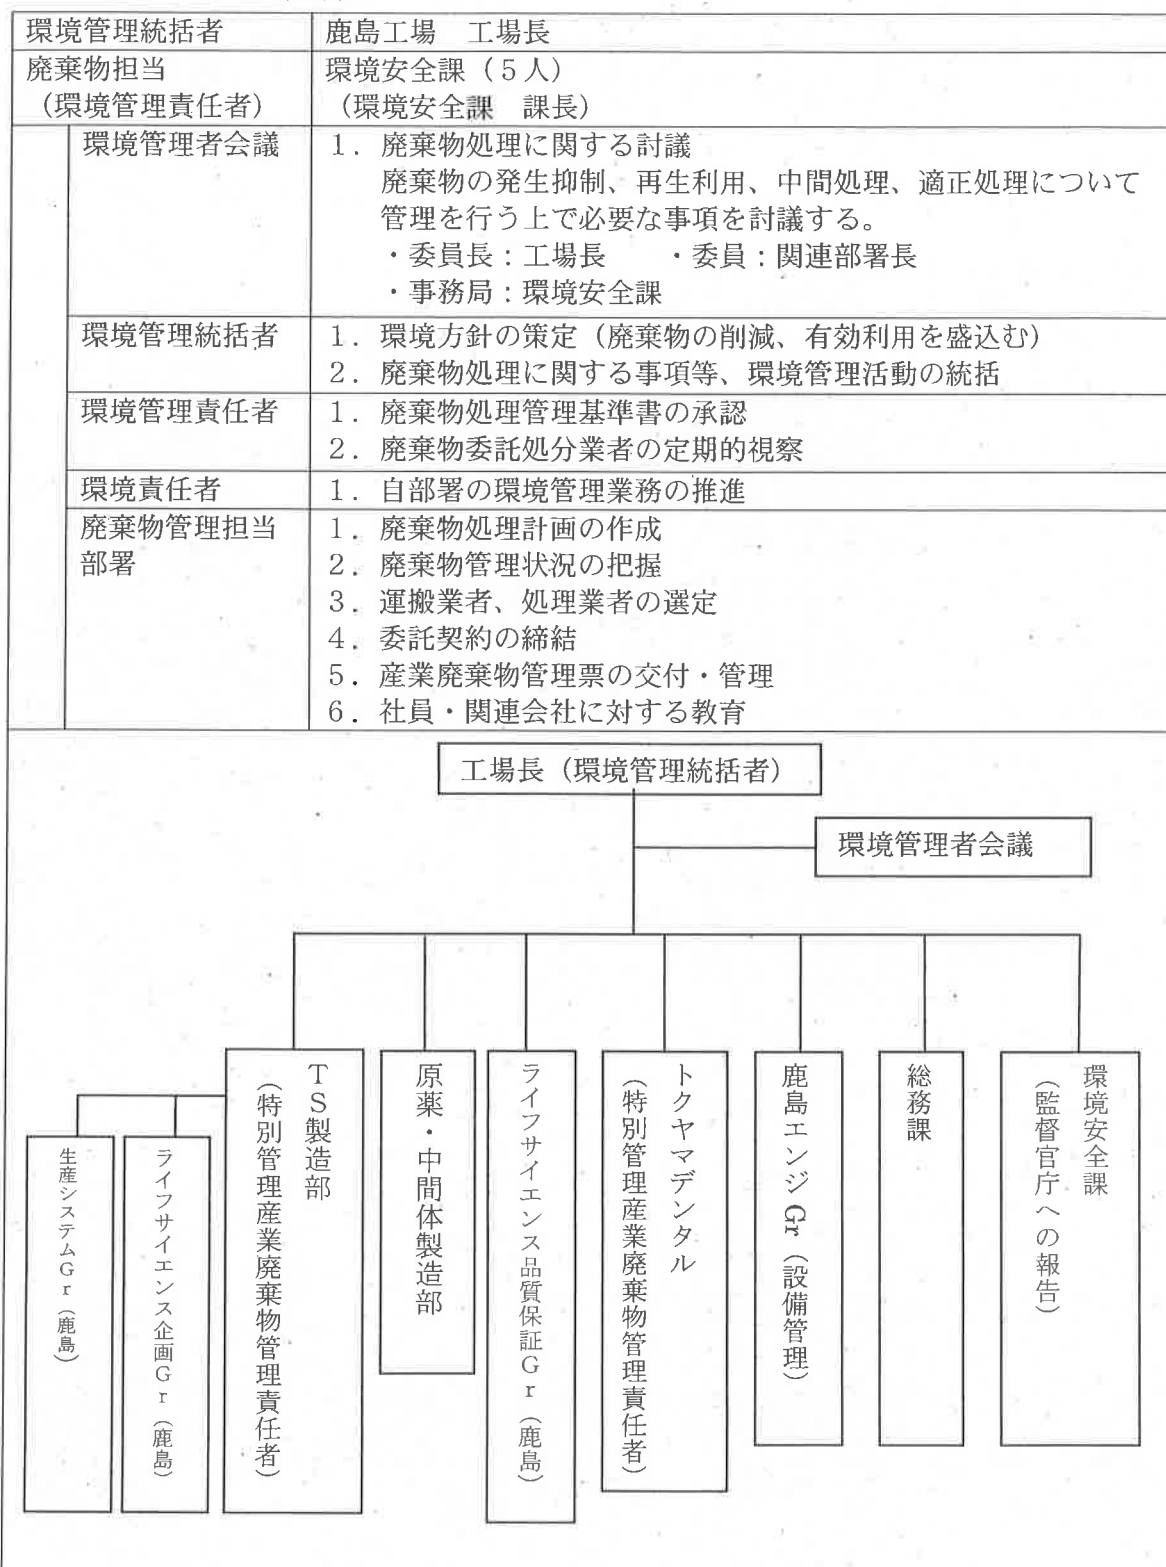 環境管理統括者　鹿島工場　工場長
廃棄物担当　環境安全課（５人）
（環境管理責任者）　（環境安全課　課長）
環境管理者会議　１．廃棄物処理に関する討議
廃棄物の発生抑制、再生利用、中間処理、適正処理について
管理を行う上で必要な事項を討議する。
・委員長：工場長　・委員：関連部署長
・事務局：環境安全課
環境管理統括者　１．環境方針の策定（廃棄物の削減、有効利用を盛込む）
２．廃棄物処理に関する事項等、環境管理活動の統括
環境管理責任者　１．廃棄物処理管理基準書の承認
２．廃棄物委託処分業者の定期的視察
環境責任者　１．自部署の環境管理業務の推進
廃棄物管理担当　１．廃棄物処理計画の作成
部署　２．廃棄物管理状況の把握
３．運搬業者、処理業者の選定
４．委託契約の締結
５．産業廃棄物管理票の交付・管理
６．社員・関連会社に対する教育
工場長（環境管理統括者）
環境管理者会議
生産システムＧｒ（鹿島）
ライフサイエンス企画Ｇｒ（鹿島）
ＴＳ製造部
（特別管理産業廃棄物管理責任者）
原薬・中間体製造部
ライフサイエンス品質保証Ｇｒ（鹿島）
トクヤマデンタル
（特別管理産業廃棄物管理責任者）
鹿島エンジ Gr（設備管理）
総務課
環境安全課
（監督官庁への報告）